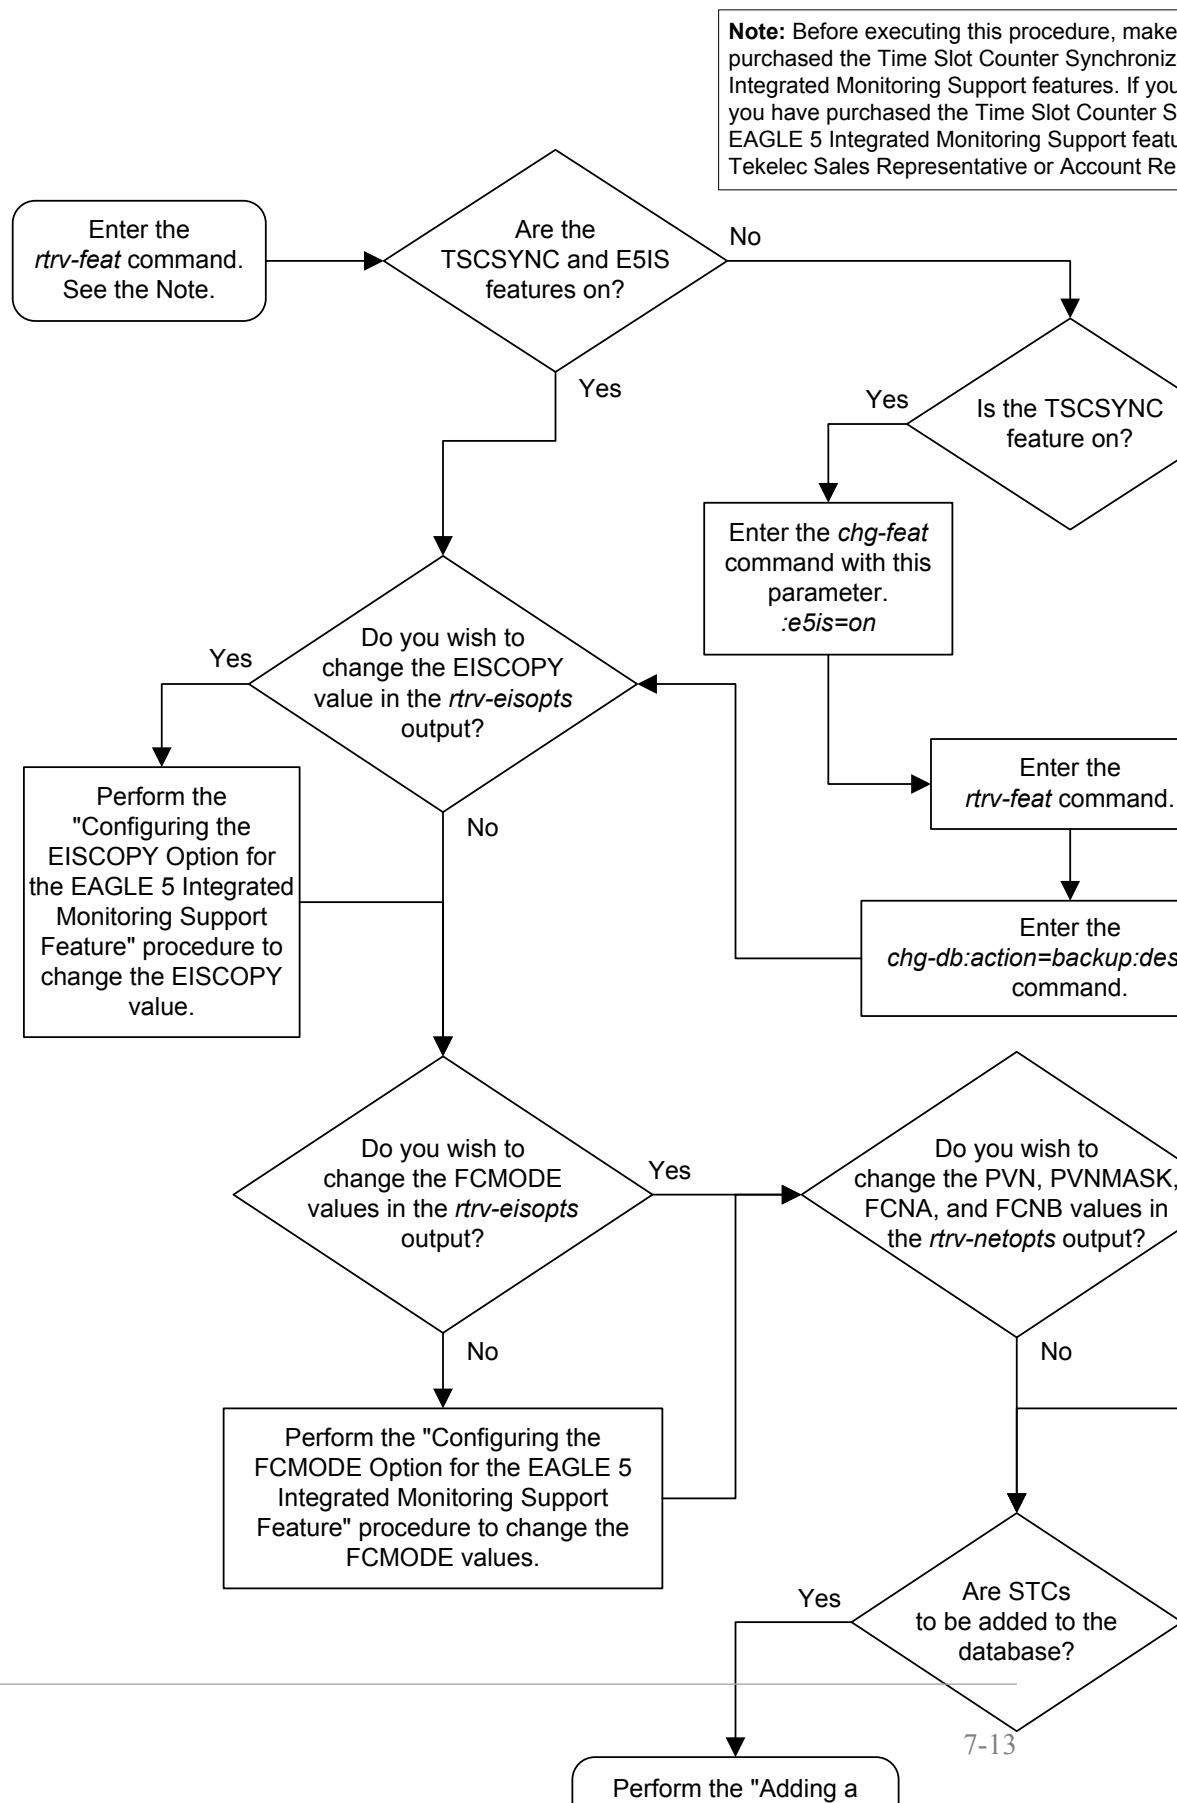 Note: Before executing this procedure, make
purchased the Time Slot Counter Synchroniz
Integrated Monitoring Support features. If you
you have purchased the Time Slot Counter S
EAGLE 5 Integrated Monitoring Support featu
Tekelec Sales Representative or Account Re
Enter the
rtrv-feat command.
See the Note.
Are the
TSCSYNC and E5IS
features on?
No
Yes
Is the TSCSYNC
feature on?
Yes
Enter the chg-feat
command with this
parameter.
:e5is=on
Do you wish to
change the EISCOPY
value in the rtrv-eisopts
output?
Yes
No
Enter the
rtrv-feat command.
Perform the
"Configuring the
EISCOPY Option for
the EAGLE 5 Integrated
Monitoring Support
Feature" procedure to
change the EISCOPY
value.
Enter the
chg-db:action=backup:des
command.
Do you wish to
change the FCMODE
values in the rtrv-eisopts
output?
Yes
No
Do you wish to
change the PVN, PVNMASK,
FCNA, and FCNB values in
the rtrv-netopts output?
No
Perform the "Configuring the
FCMODE Option for the EAGLE 5
Integrated Monitoring Support
Feature" procedure to change the
FCMODE values.
Are STCs
to be added to the
database?
Yes
7-13
Perform the "Adding a